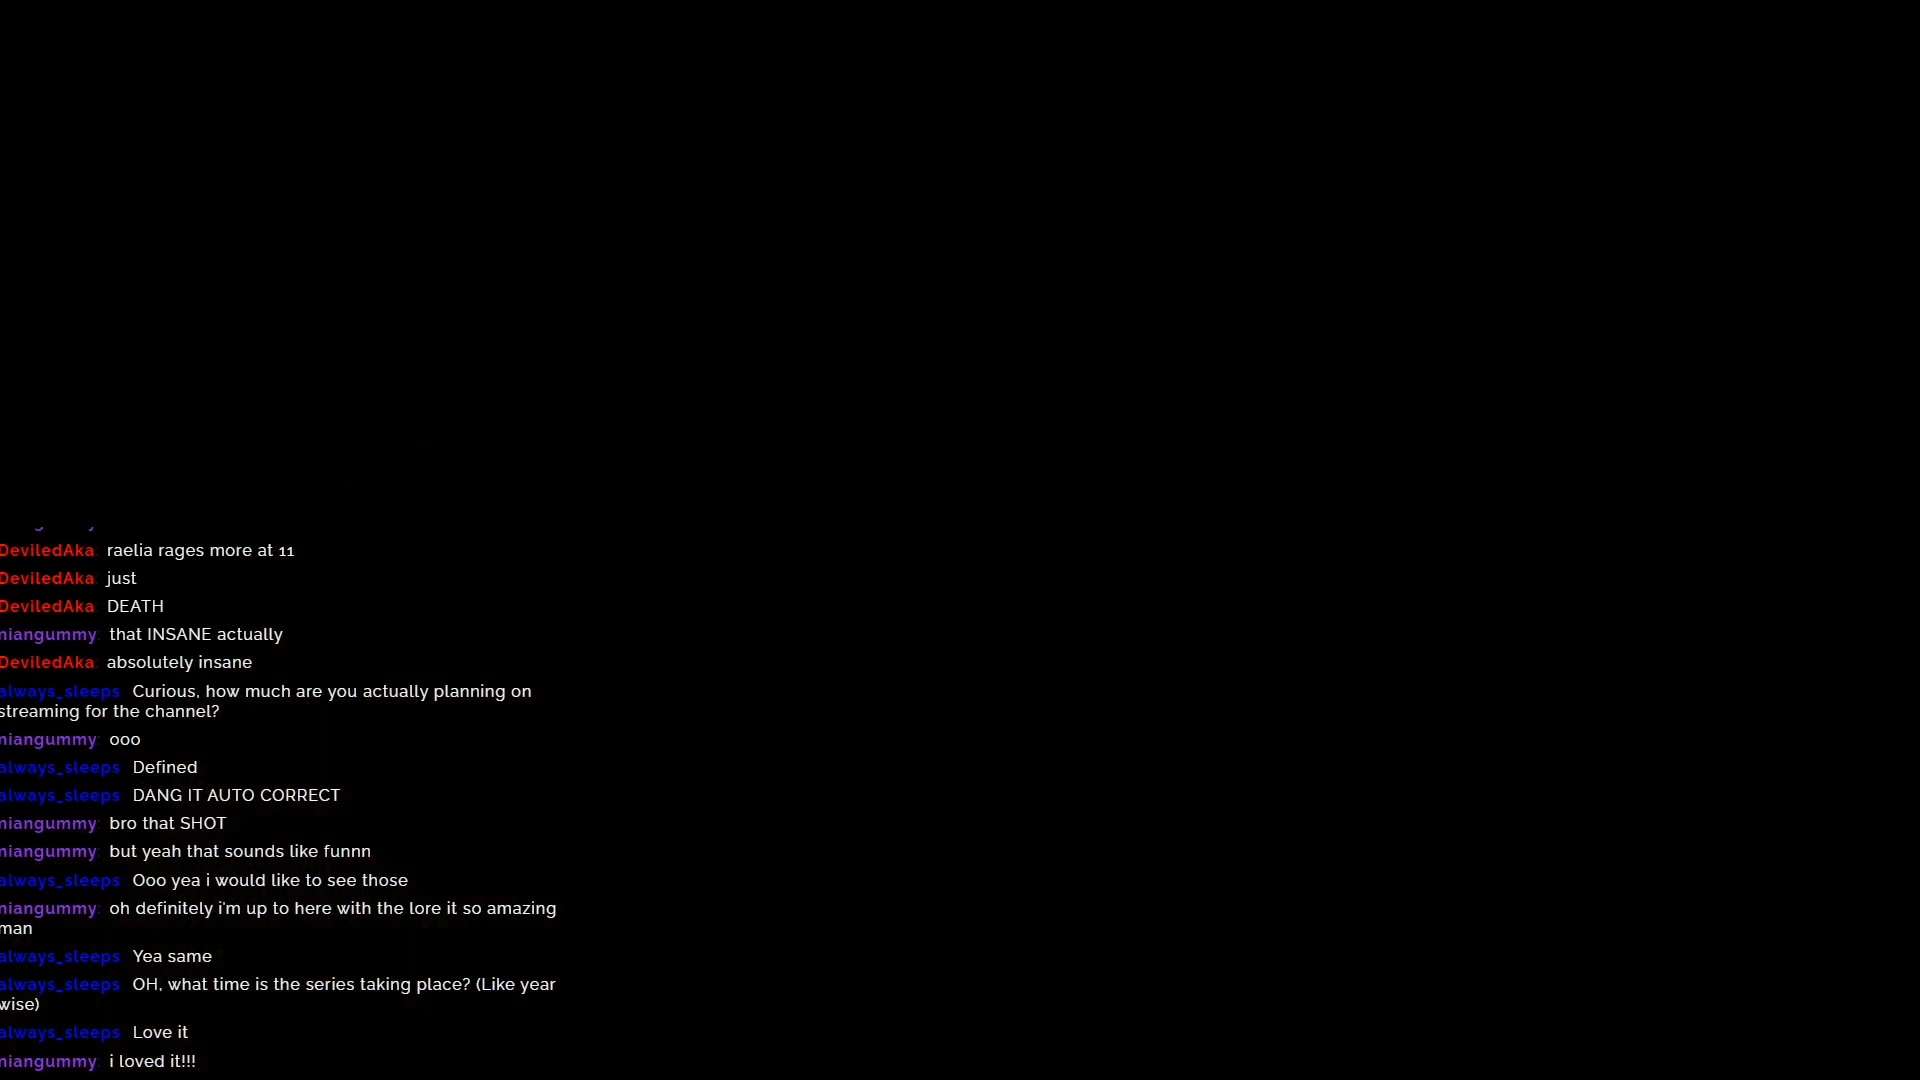 DeviledAka raelia rages more at 11
DeviledAka just
DeviledAka DEATH
niangummy: that INSANE actually
DeviledAka absolutely insane
always_sleeps Curious, how much are you actually planning on
streaming for the channel?
niangummy: ooo
always_sleeps Defined
always_sleeps DANG IT AUTO CORRECT
niangummy: bro that SHOT
niangummy: but yeah that sounds like funnn
always_sleeps Ooo yea i would like to see those
niangummy: oh definitely i'm up to here with the lore it so amazing
man
always_sleeps Yea same
always_sleeps OH, what time is the series taking place? (Like year
wise)
always_sleeps Love it
niangummy: i loved it!!!